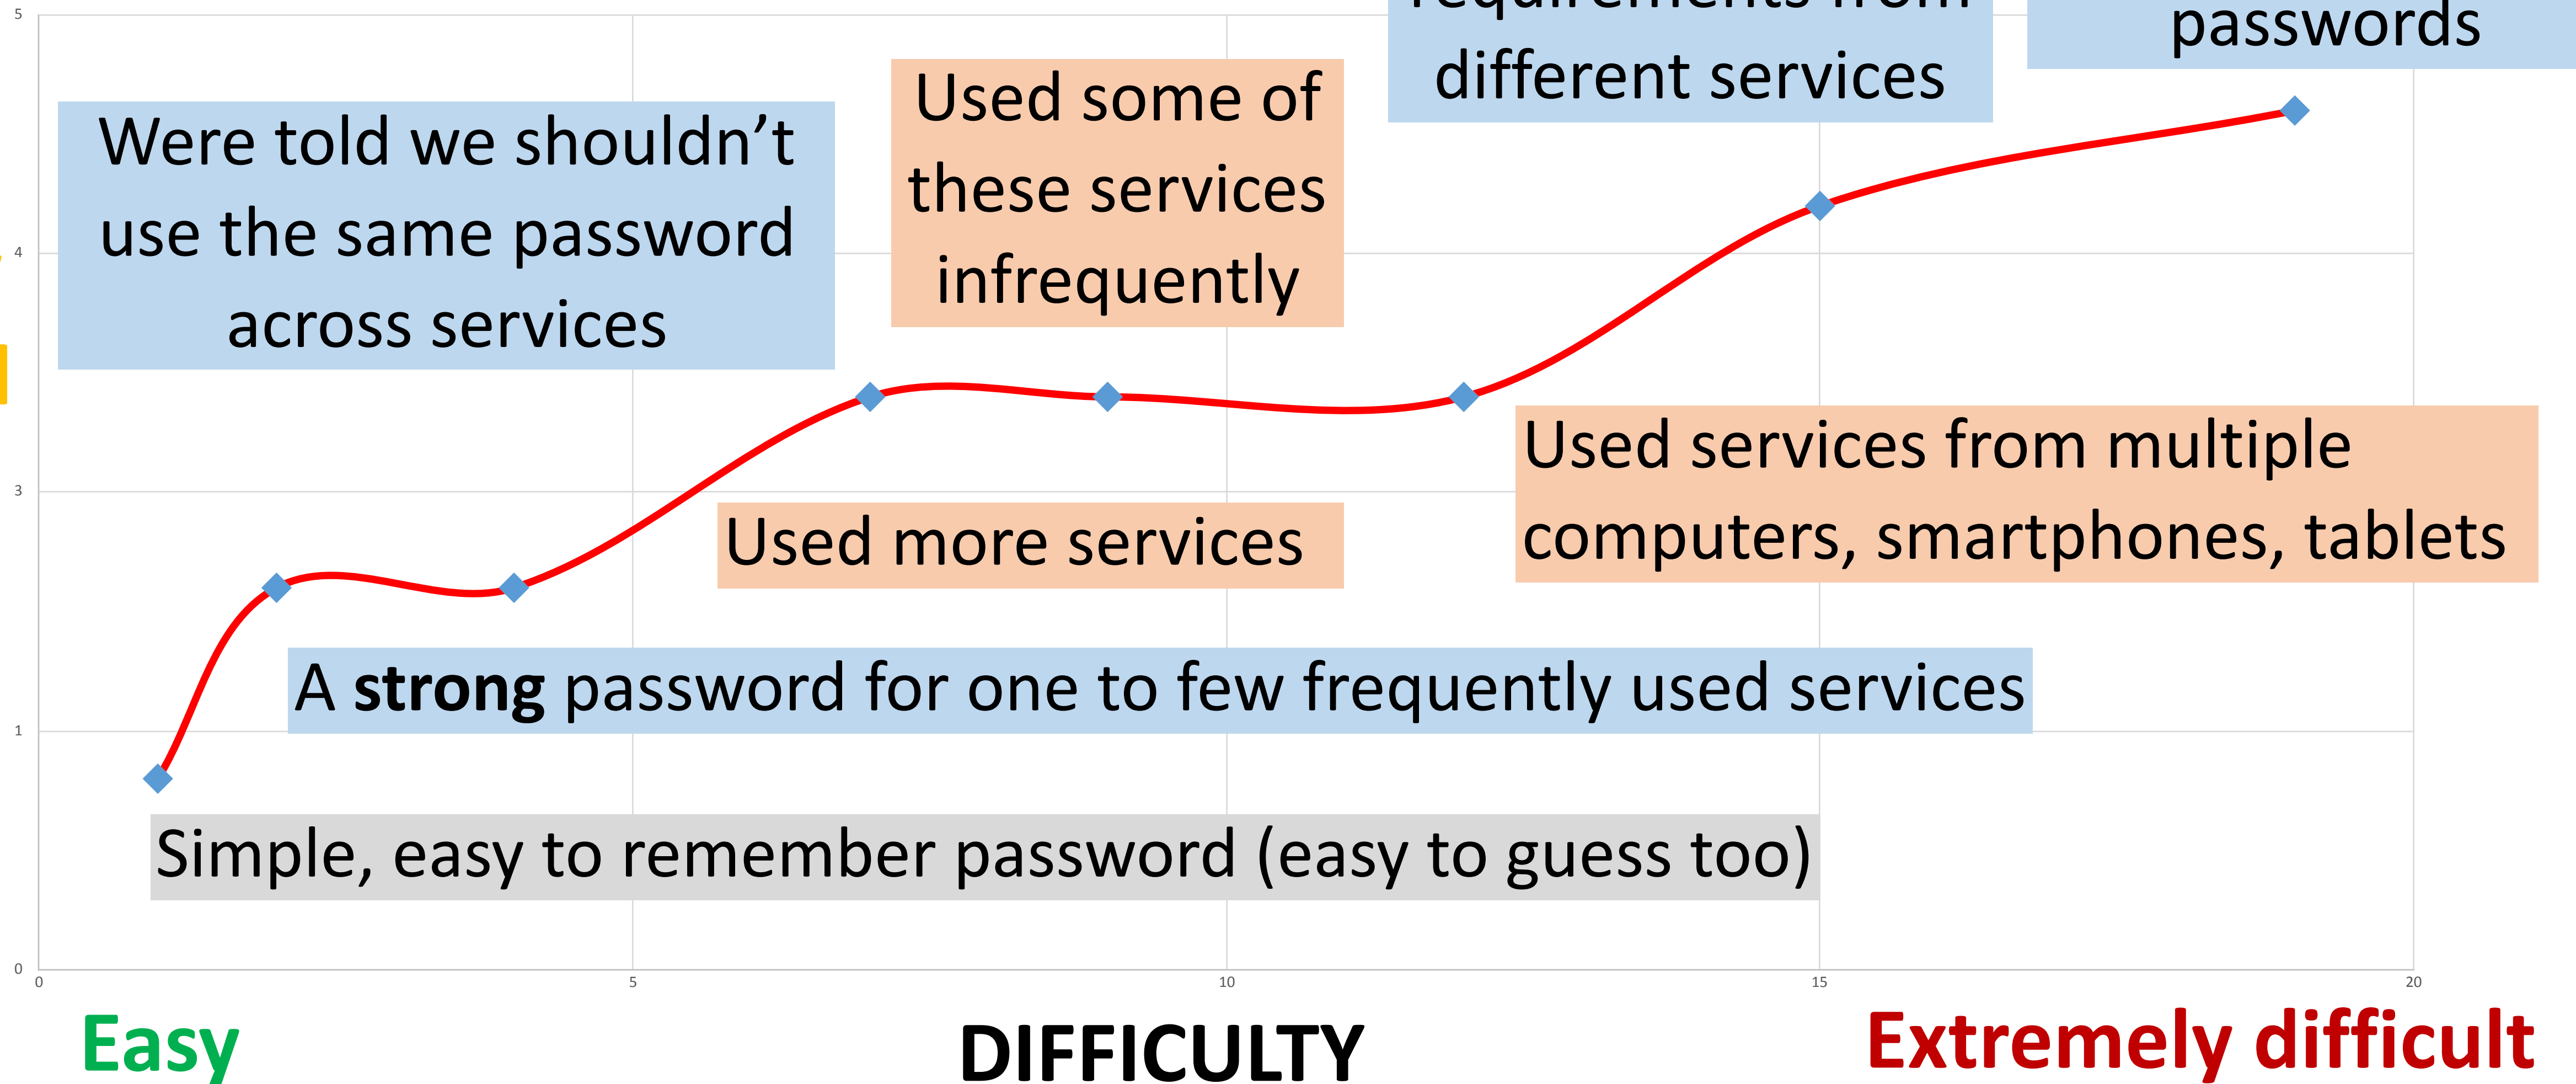 5
requirements from
different services
passwords
Used some of
these services
infrequently
Were told we shouldn’t
use the same password
across services
4
3
Used services from multiple
computers, smartphones, tablets
Used more services
A strong password for one to few frequently used services
1
Simple, easy to remember password (easy to guess too)
0
0 5 10 15 20
Easy DIFFICULTY Extremely difficult